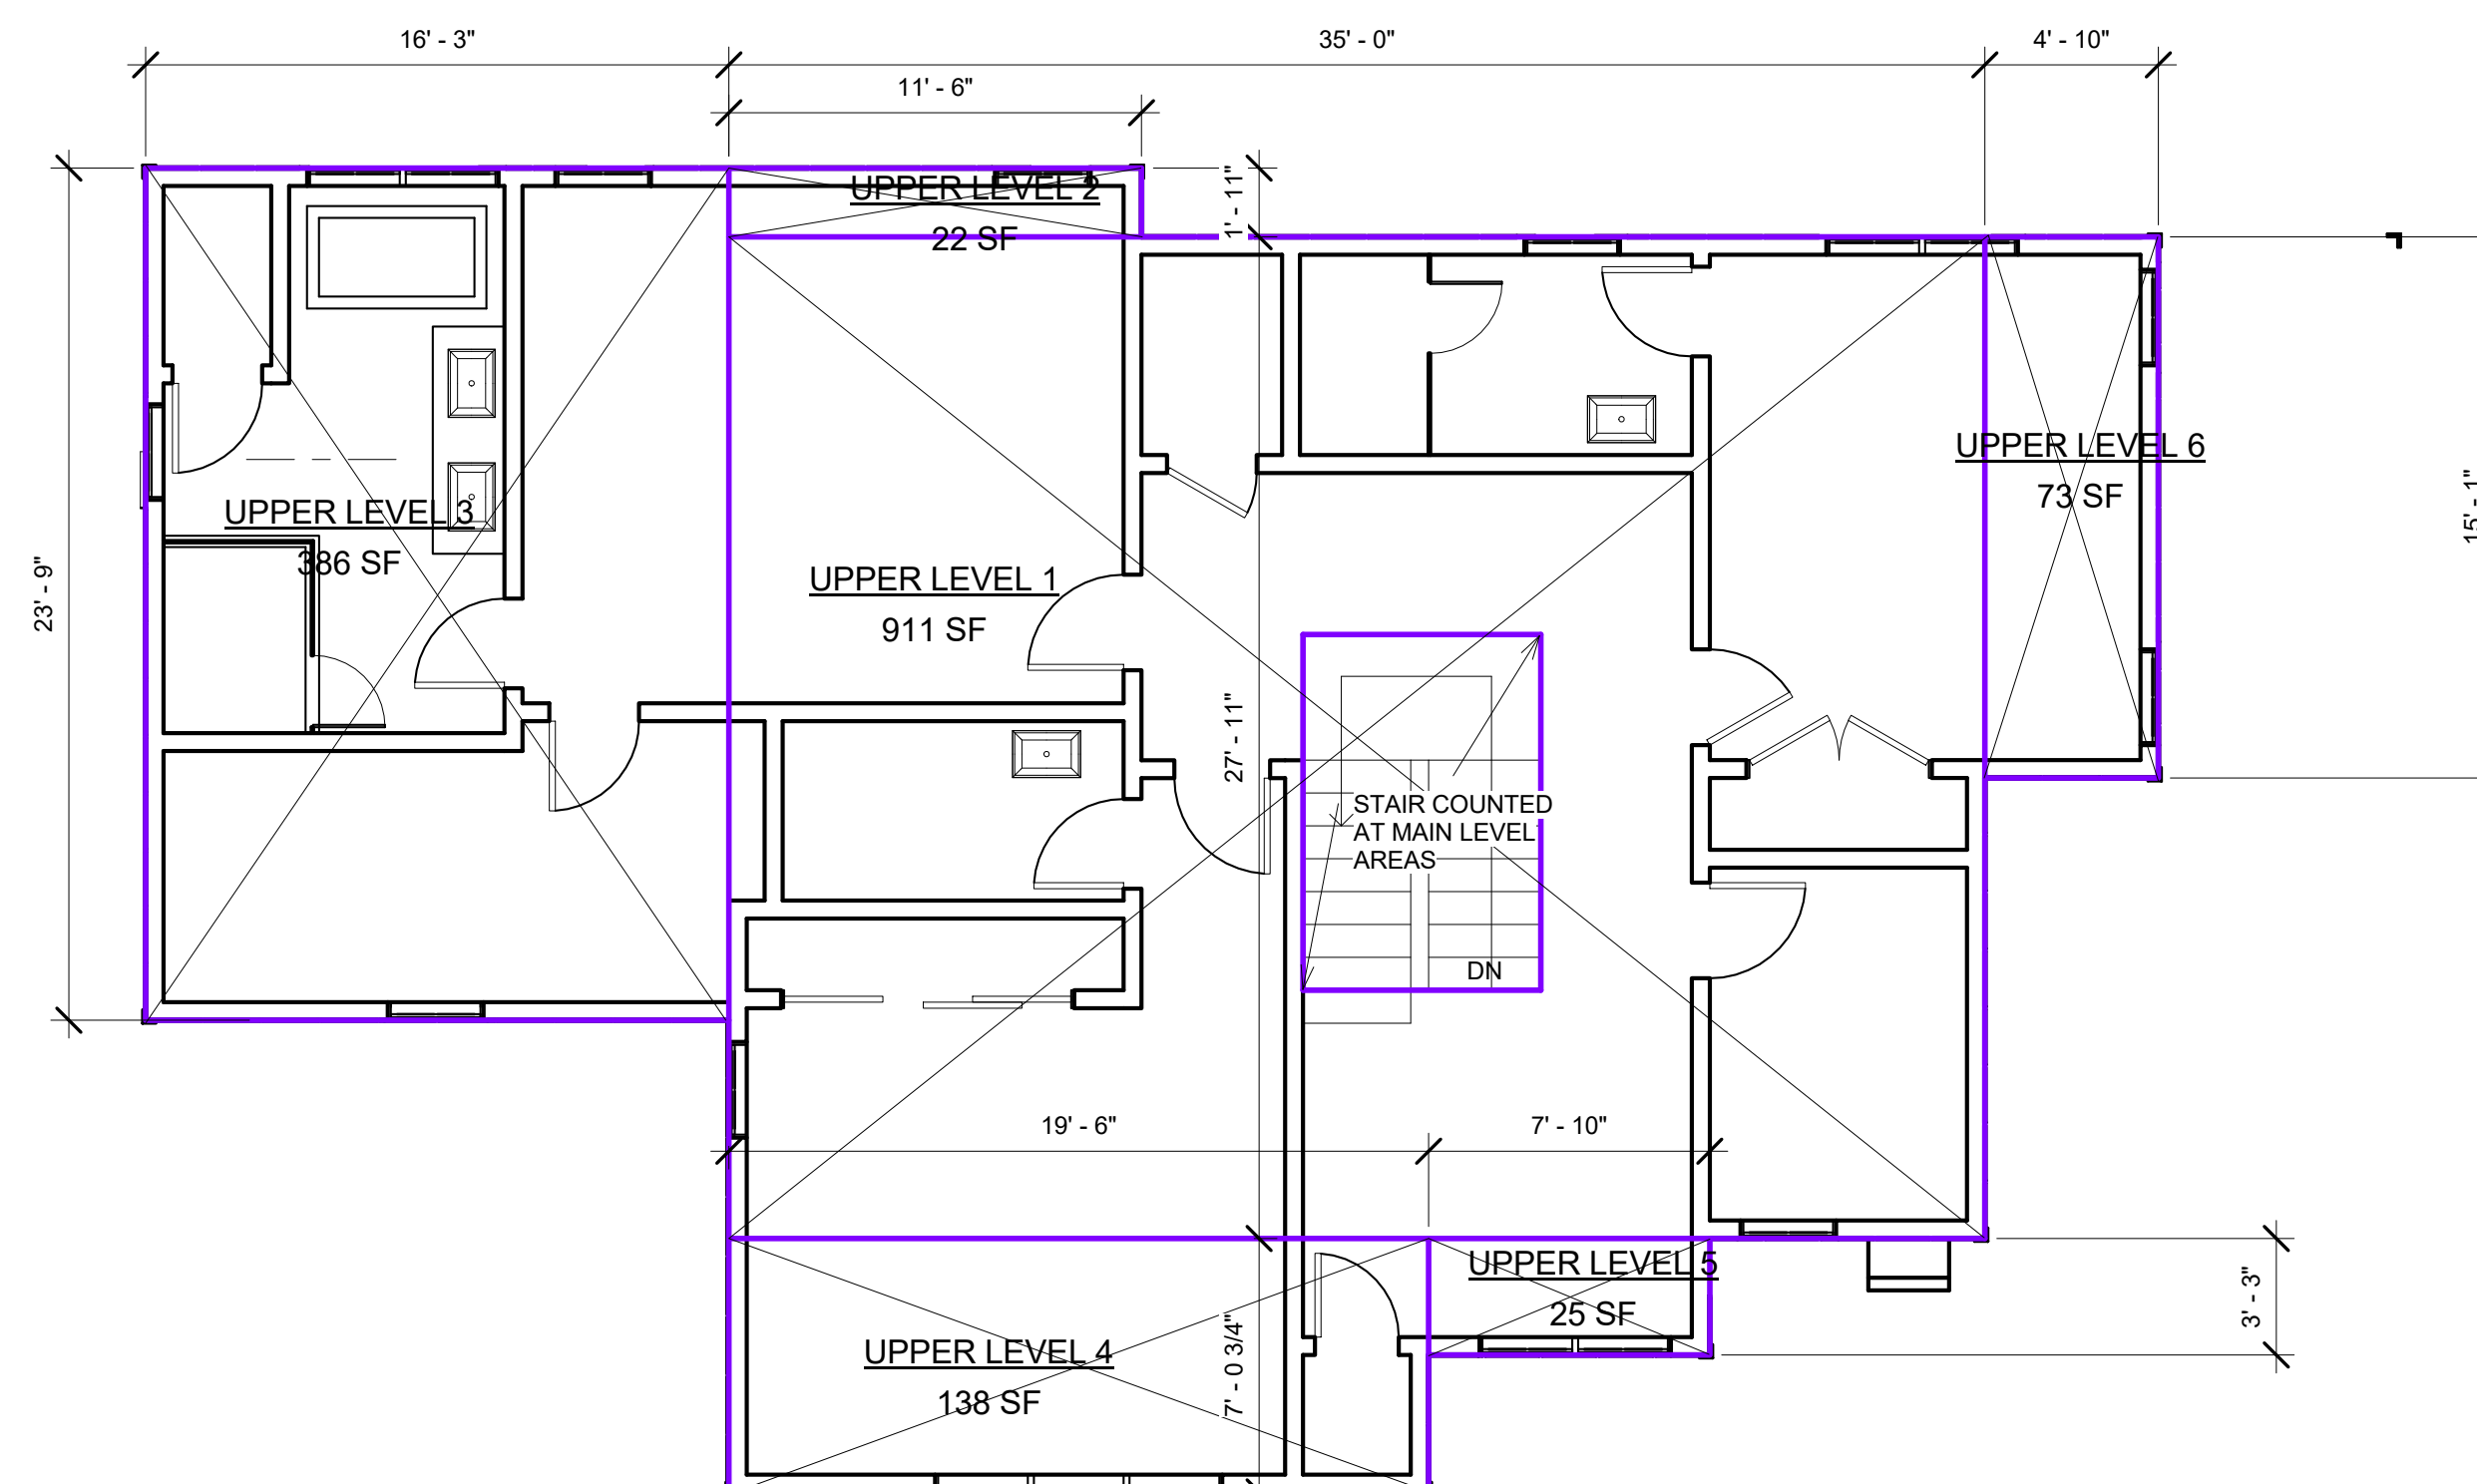 16' - 3"
35' - 0"
4' - 10"
11' - 6"
1' - 11"
UPPER LEVEL 2
22 SF
UPPER LEVEL 6
73 SF
15' - 1"
UPPER LEVEL 3
386 SF
23' - 9"
UPPER LEVEL 1
911 SF
27' - 11"
STAIR COUNTED
AT MAIN LEVEL
AREAS
DN
19' - 6"
7' - 10"
UPPER LEVEL 5
25 SF
3' - 3"
UPPER LEVEL 4
138 SF
7' - 0 3/4"